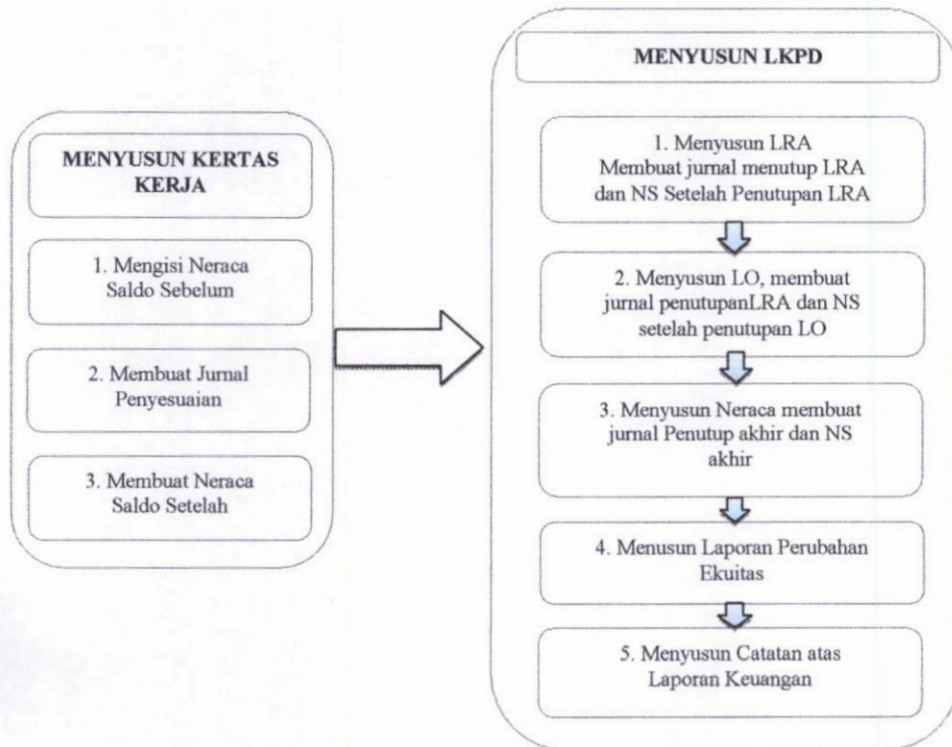 MENYUSUN KERTAS
KERJA
1. Mengisi Neraca
Saldo Sebelum
2. Membuat Jurnal
Penyesuaian
3. Membuat Neraca
Saldo Setelah
MENYUSUN LKPD
1. Menyusun LRA
Membuat jurnal menutup LRA
dan NS Setelah Penutupan LRA
2. Menyusun LO, membuat
jurnal penutupanLRA dan NS
setelah penutupan LO
3. Menyusun Neraca membuat
jurnal Penutup akhir dan NS
akhir
4. Menusun Laporan Perubahan
Ekuitas
5. Menyusun Catatan atas
Laporan Keuangan